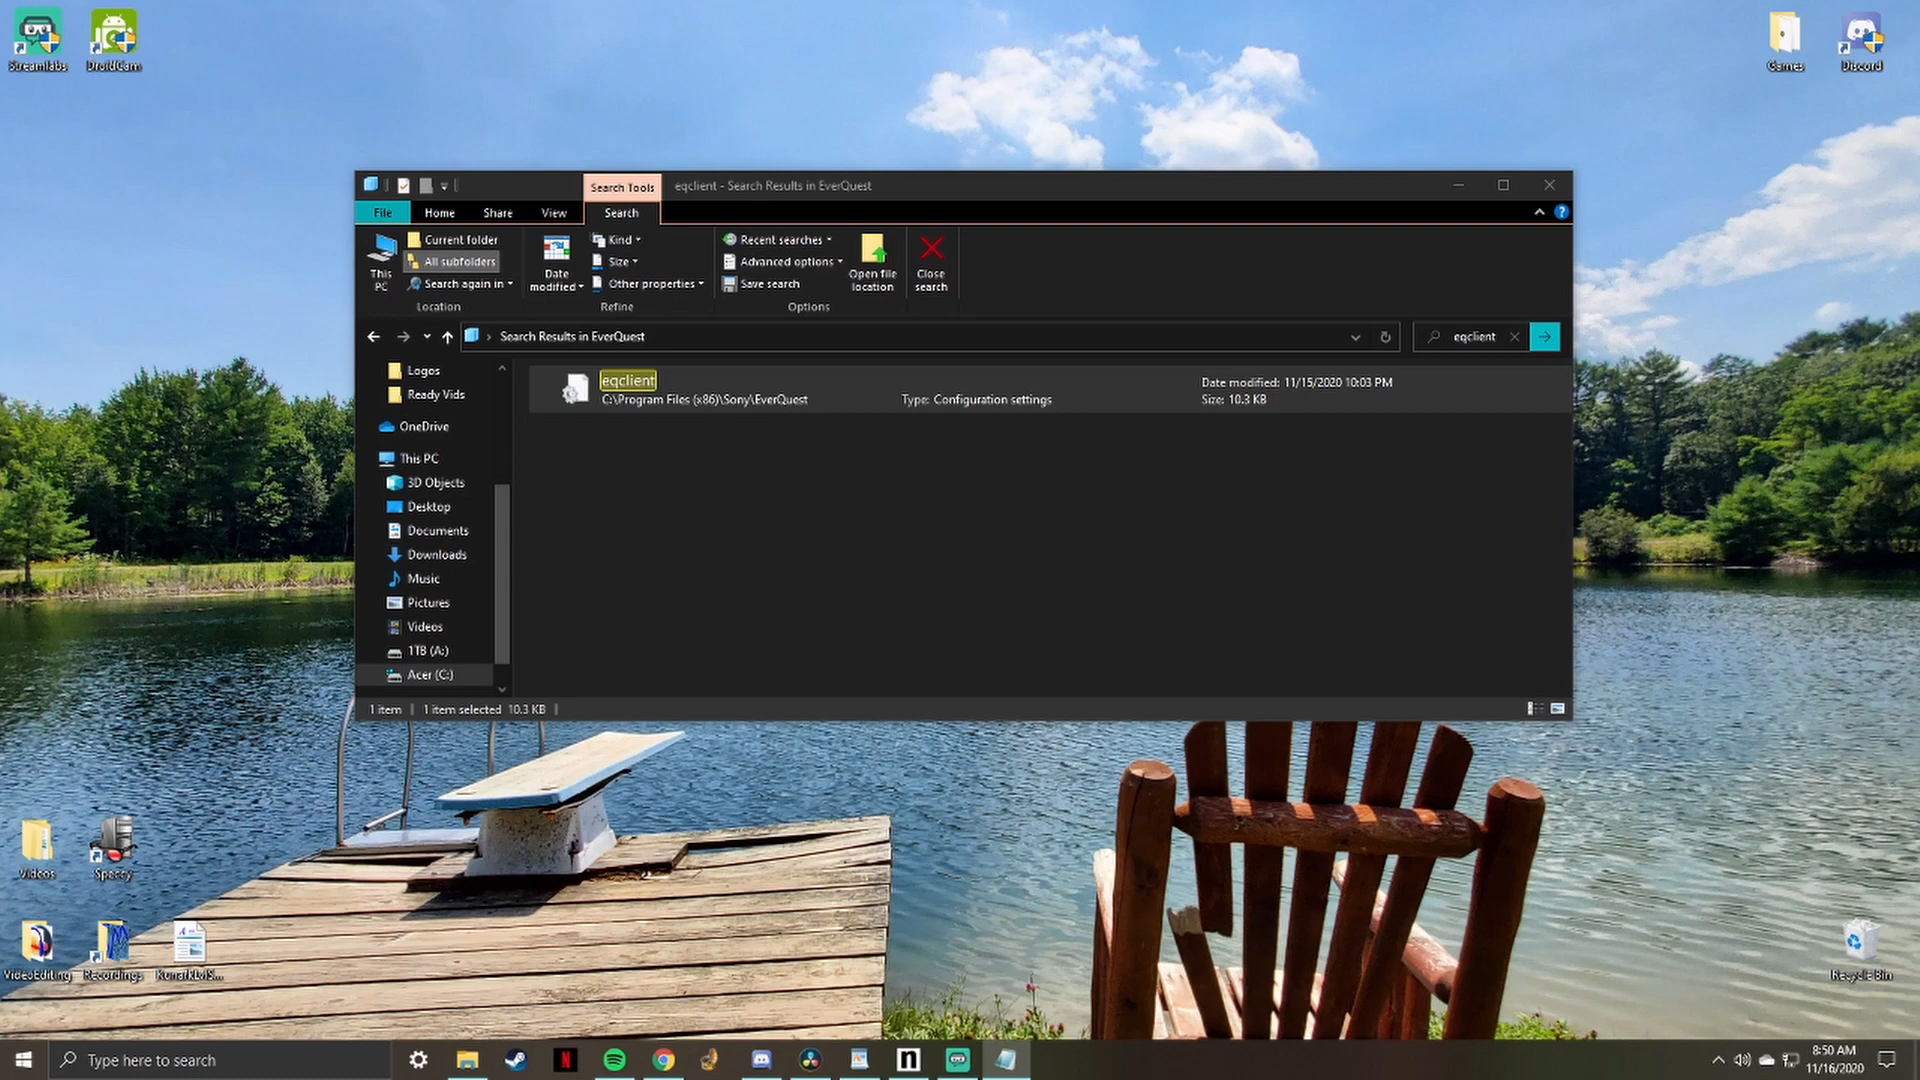 Streamlabs
DroidCam
Games
Discord
Search Tools
eqclient - Search Results in EverQuest
File
Home
Share
View
Search
This PC
Current folder
All subfolders
Search again in
Location
Date modified
Kind
Size
Other properties
Refine
Recent searches
Advanced options
Save search
Options
Open file location
Close search
Search Results in EverQuest
eqclient
Logos
Ready Vids
OneDrive
This PC
3D Objects
Desktop
Documents
Downloads
Music
Pictures
Videos
1TB (A:)
Acer (C:)
eqclient
C:\Program Files (x86)\Sony\EverQuest
Type: Configuration settings
Date modified: 11/15/2020 10:03 PM
Size: 10.3 KB
1 item
1 item selected 10.3 KB
Videos
Speccy
VideoEditing
Recordings
Recycle Bin
Type here to search
8:50 AM
11/16/2020